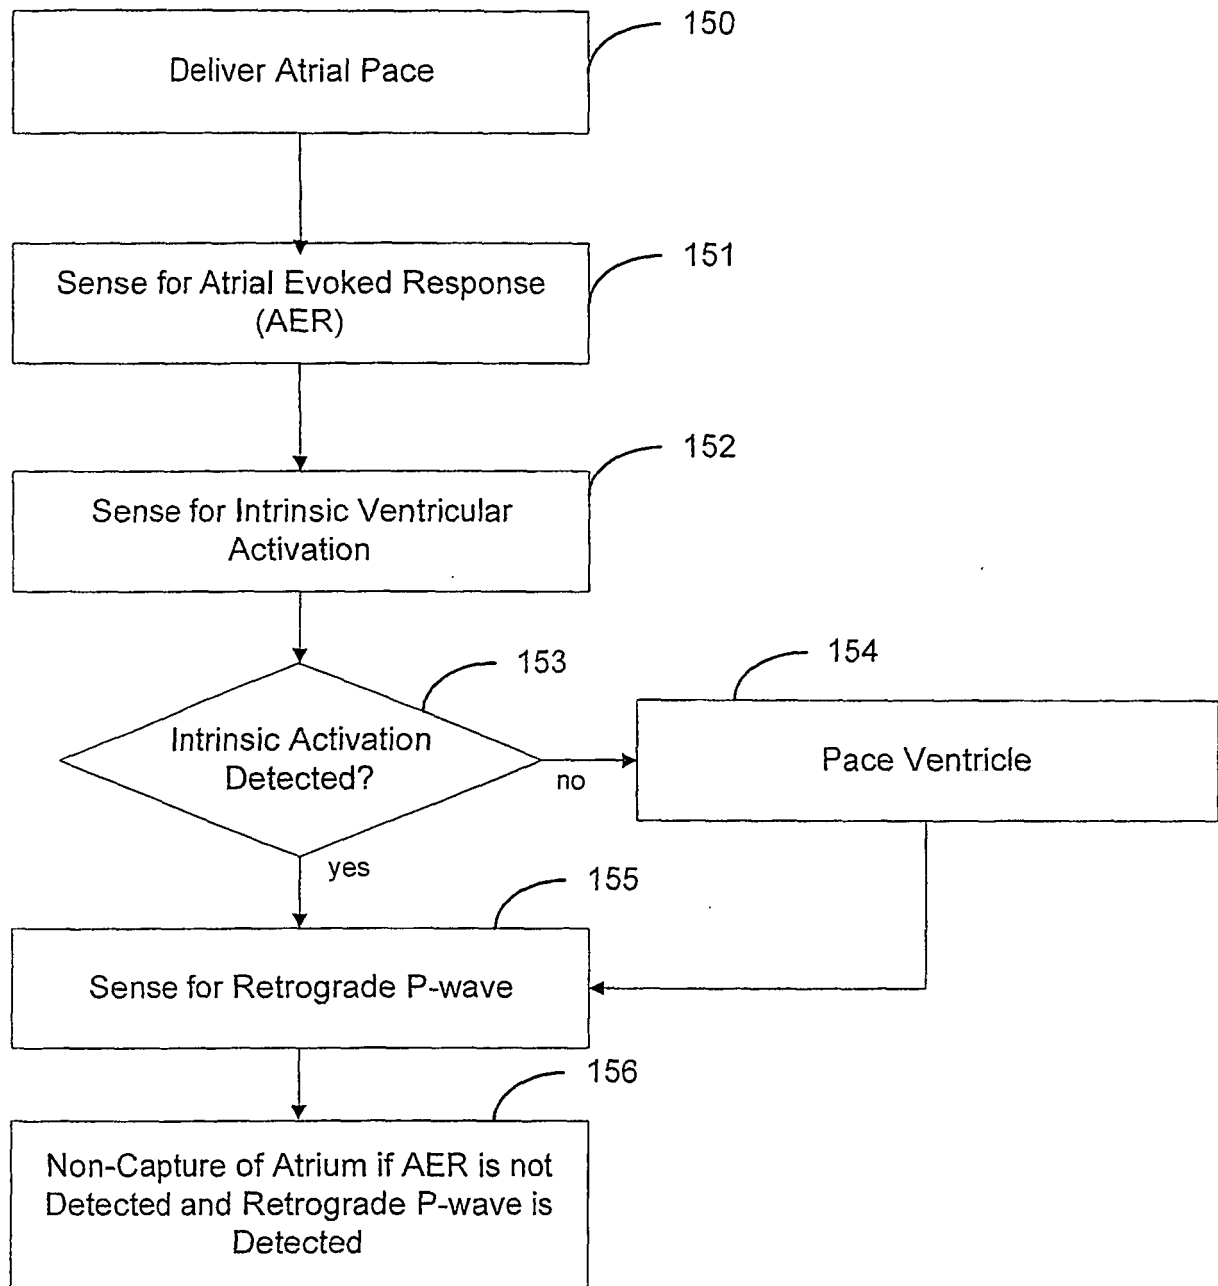 150
Deliver Atrial Pace
151
Sense for Atrial Evoked Response
(AER)
152
Sense for Intrinsic Ventricular
Activation
153
154
Intrinsic Activation
Detected?
no
Pace Ventricle
yes
155
Sense for Retrograde P-wave
156
Non-Capture of Atrium if AER is not
Detected and Retrograde P-wave is
Detected